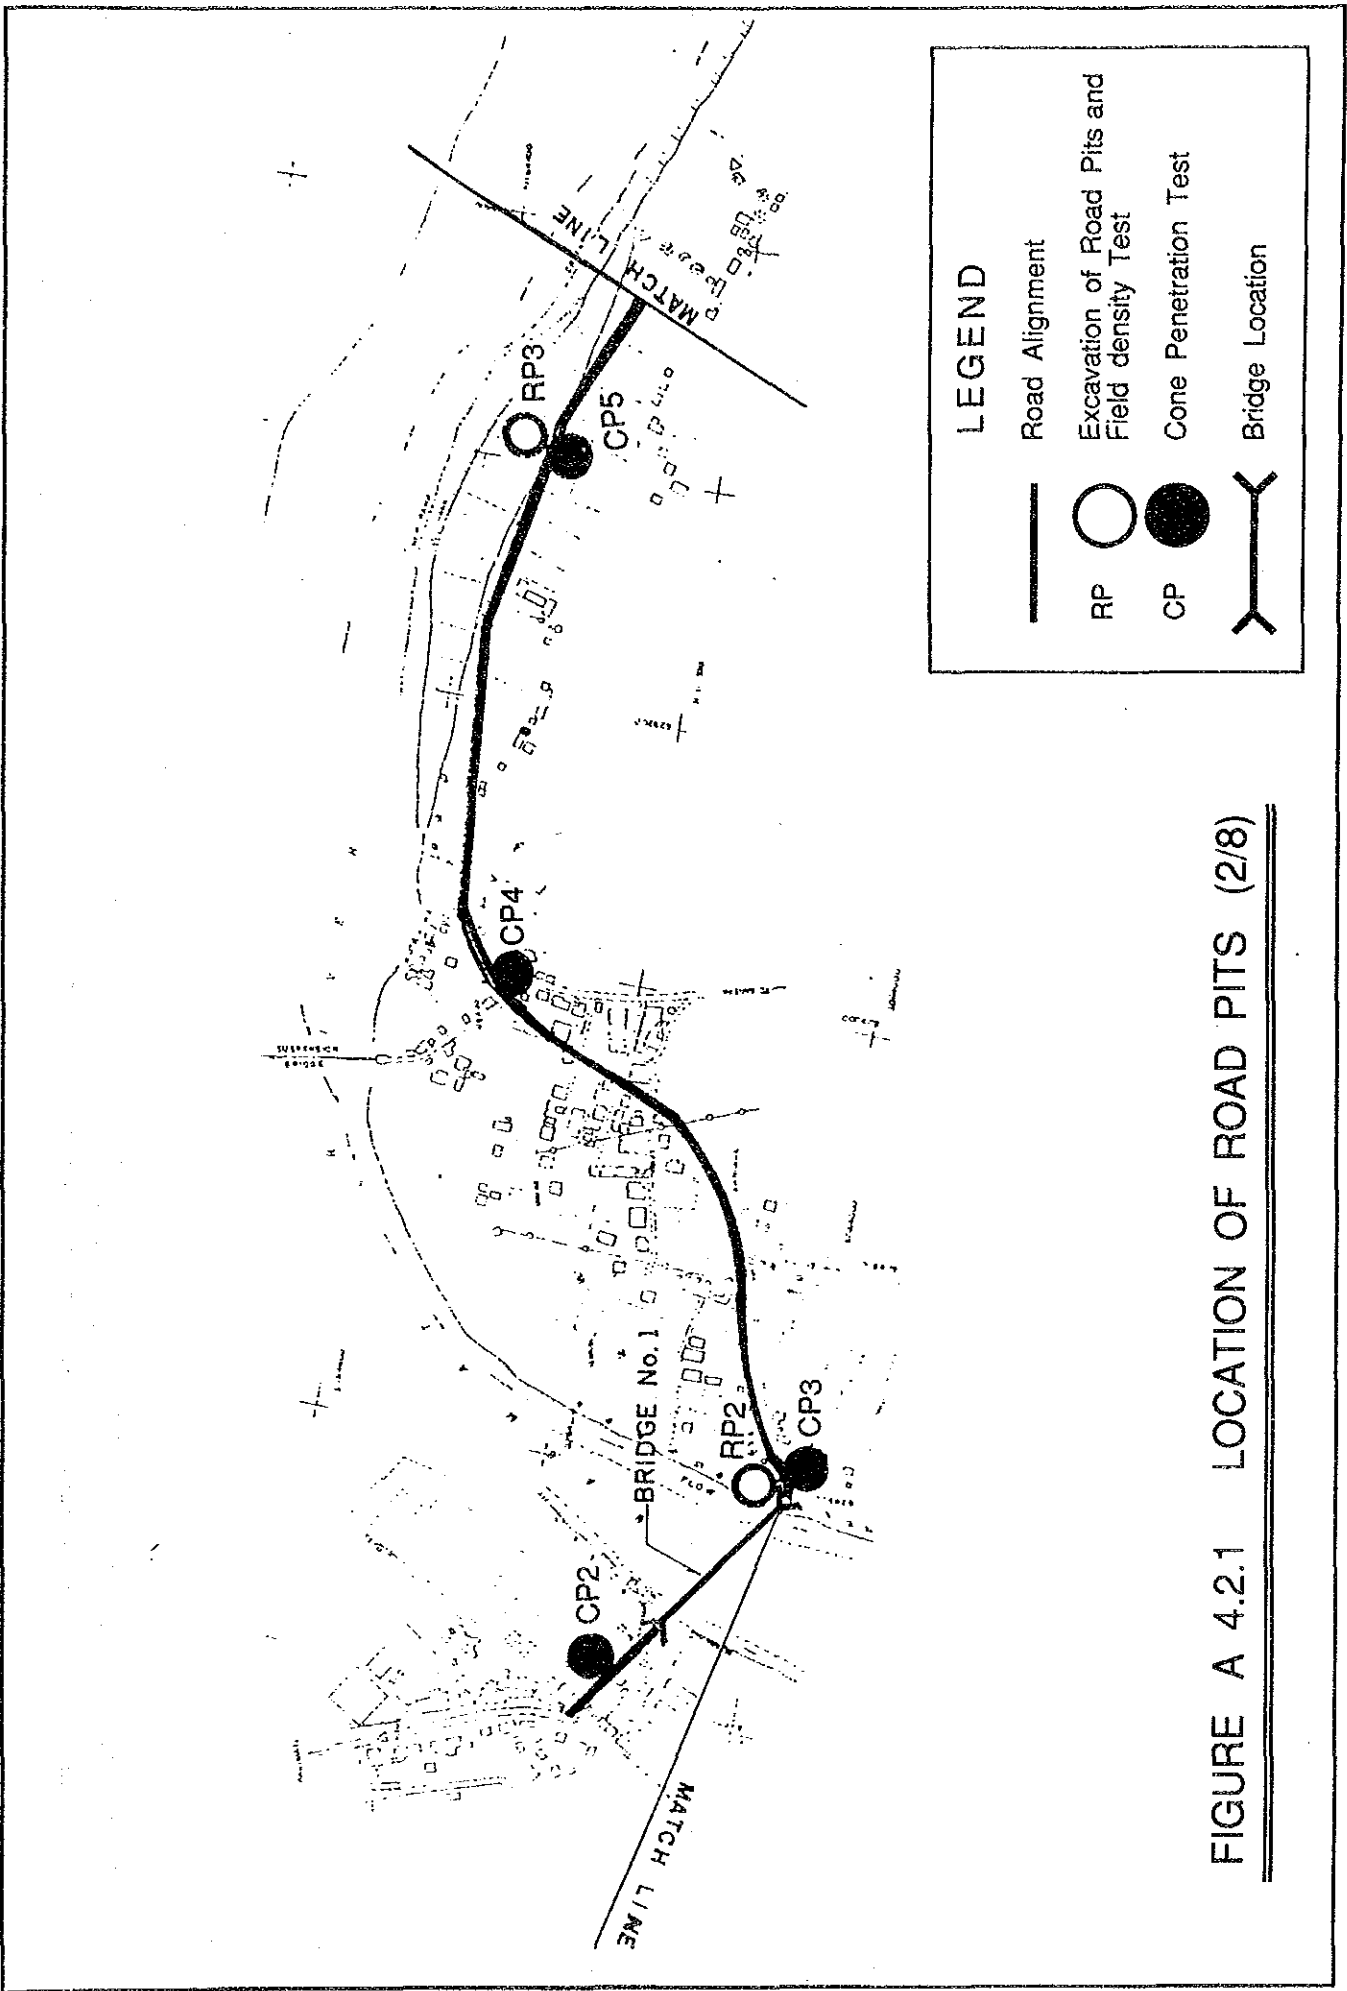 MATCH LINE
RP3
CP5
CP4
BRIDGE No. 1
RP2
CP3
CP2
MATCH LINE
LEGEND
Road Alignment
RP Excavation of Road Pits and
Field density Test
CP Cone Penetration Test
Bridge Location
FIGURE A 4.2.1 LOCATION OF ROAD PITS (2/8)